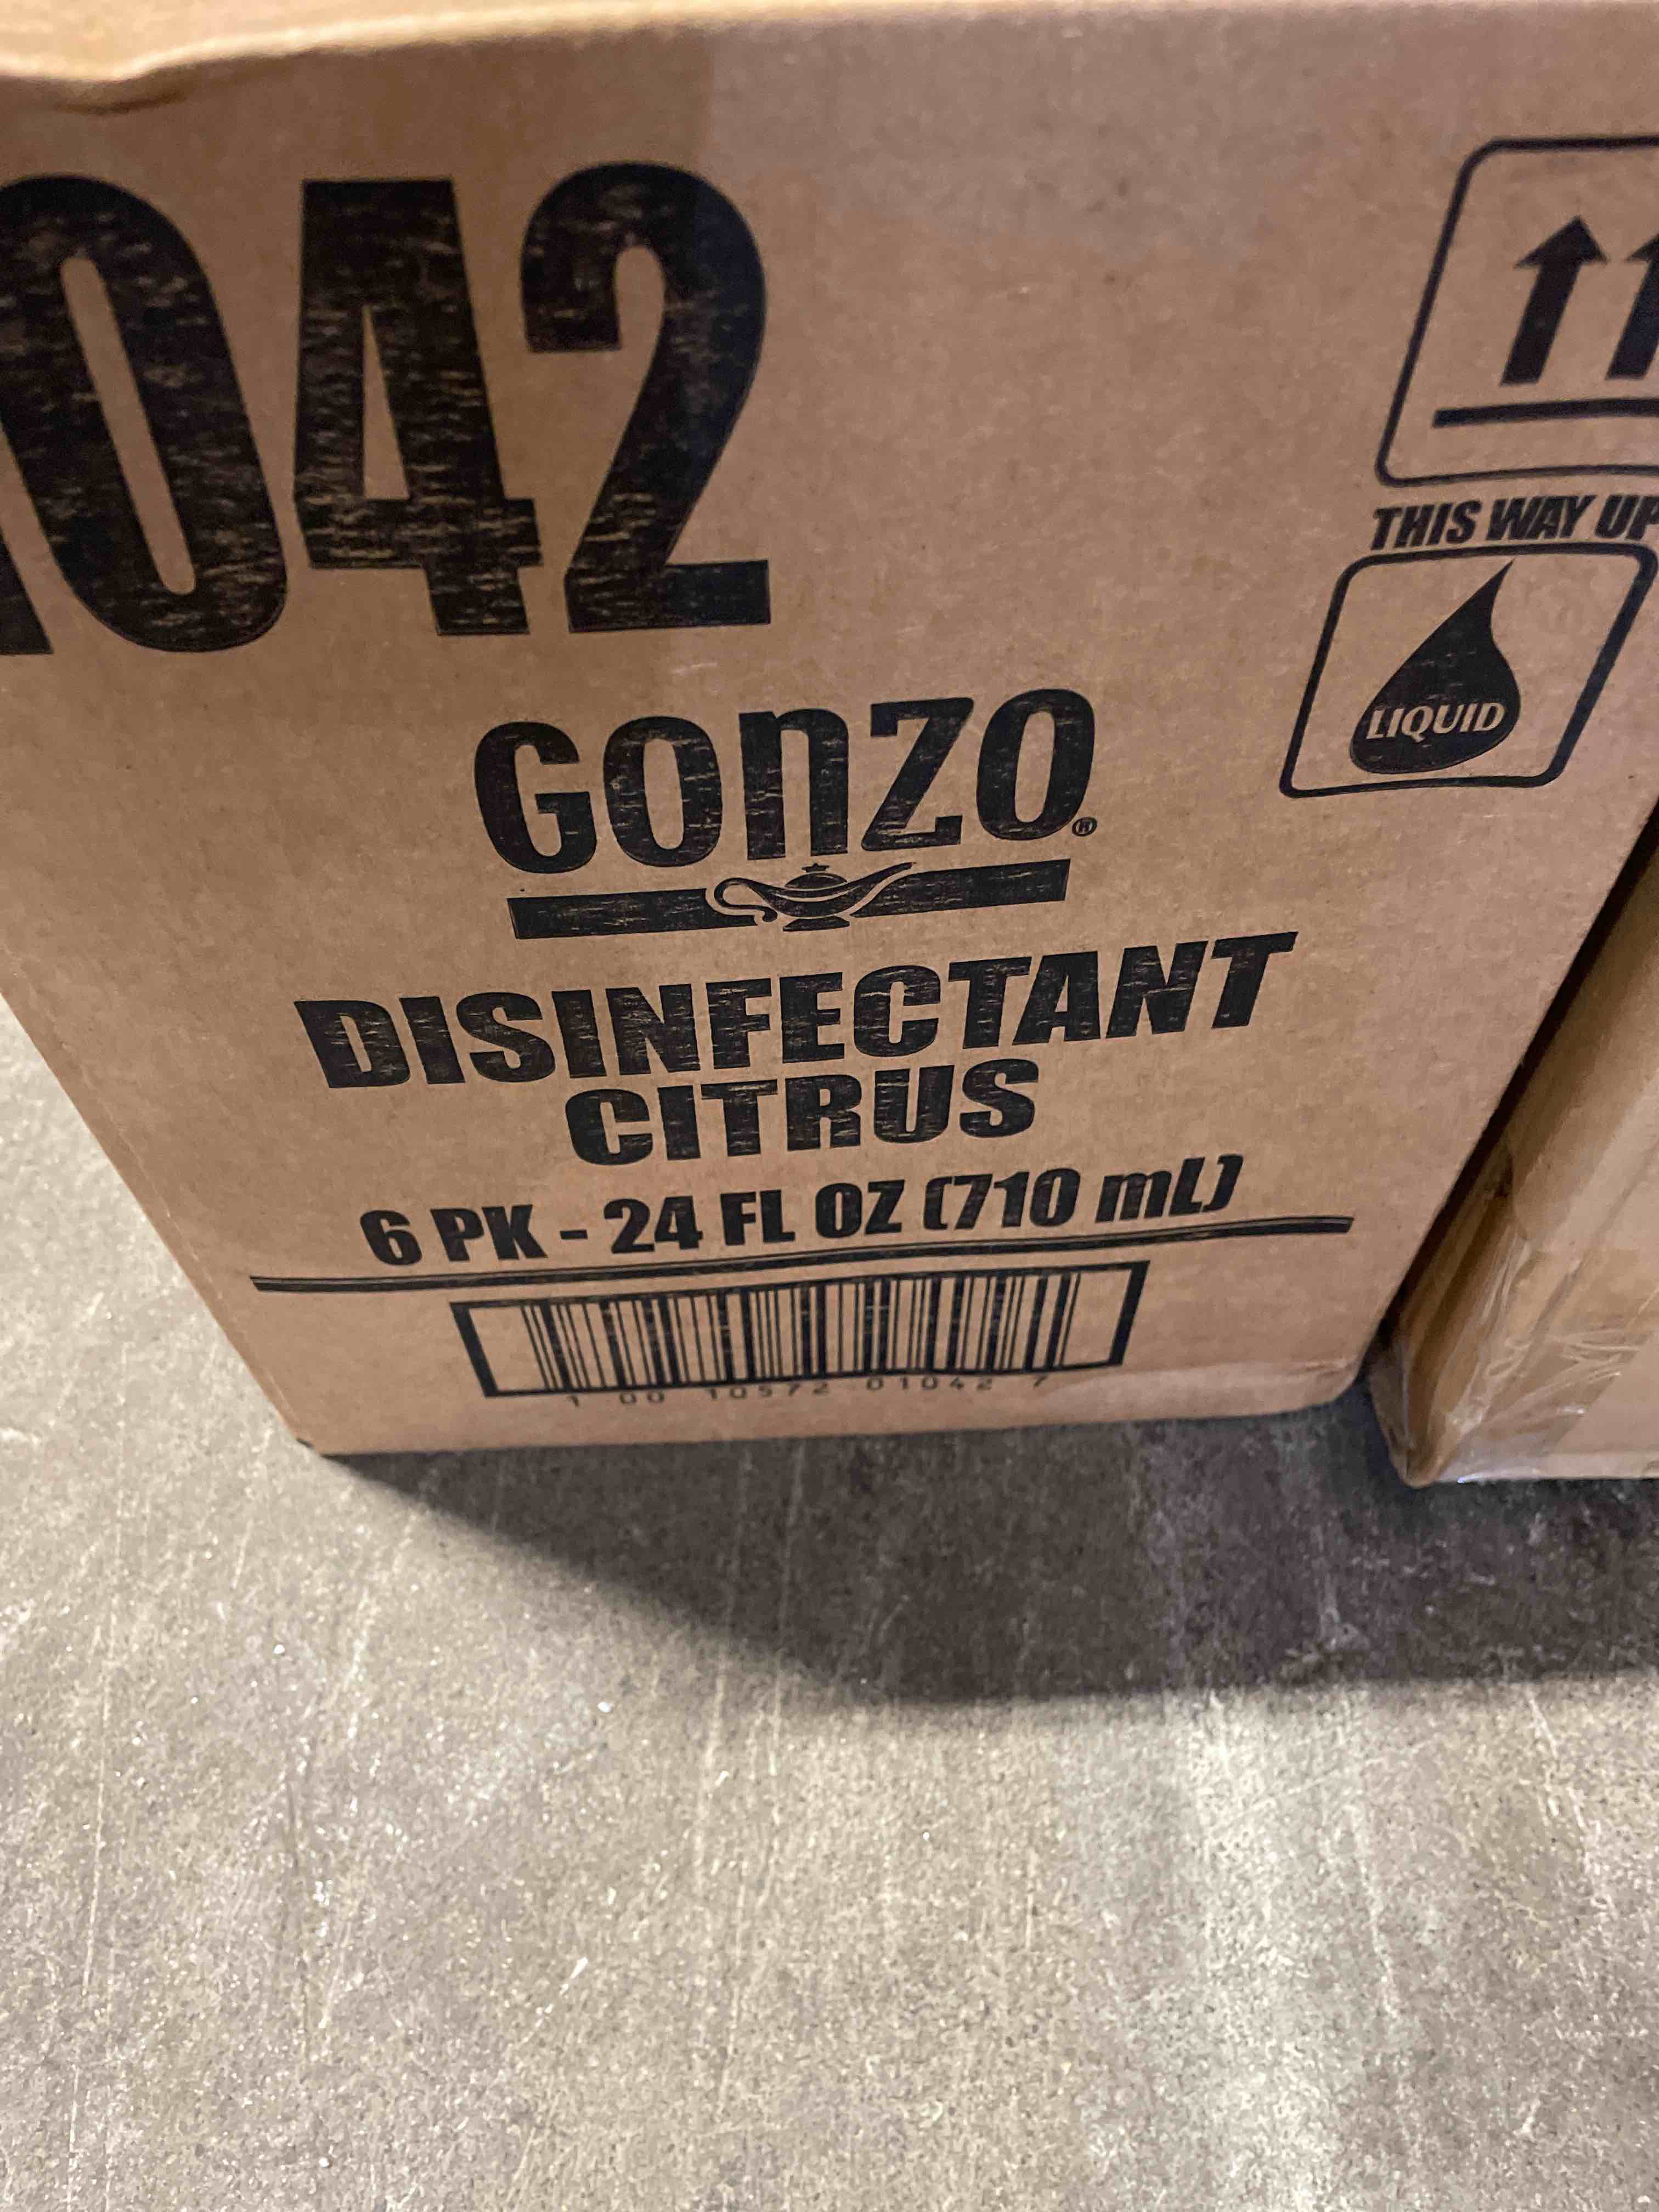 1042
THIS WAY UP
LIQUID
GONZO®
DISINFECTANT
CITRUS
6 PK - 24 FL OZ (710 mL)
1 00 10572 01042 7